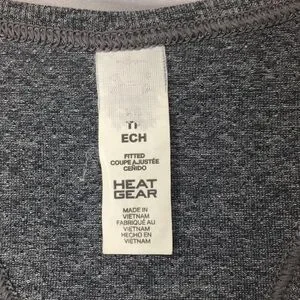 ECH
FITTED
COUPE AJUSTÉE
CEÑIDO
HEAT
GEAR
MADE IN
VIETNAM
FABRIQUÉ AU
VIETNAM
HECHO EN
VIETNAM